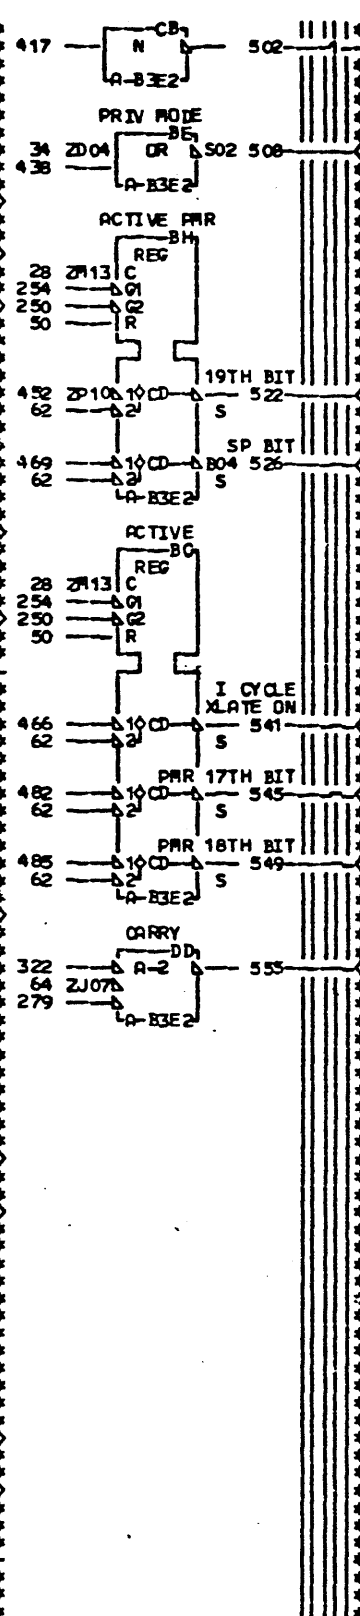 CB
417 N 502
A-B3E2
PRIV MODE
BE
34 ZD04 OR S02 508
438
A-B3E2
ACTIVE PMR
BH
REG
28 ZM13 C
254 G1
250 G2
50 R
19TH BIT
452 ZP10 1 CD 522
62 2 S
SP BIT
469 1 CD B04 526
62 2 S
A-B3E2
ACTIVE
BG
REG
28 ZM13 C
254 G1
250 G2
50 R
I CYCLE
XLATE ON
466 1 CD 541
62 2 S
PMR 17TH BIT
482 1 CD 545
62 2 S
PMR 18TH BIT
485 1 CD 549
62 2 S
A-B3E2
CARRY
DD
322 A-2 555
64 ZJ07
279
A-B3E2